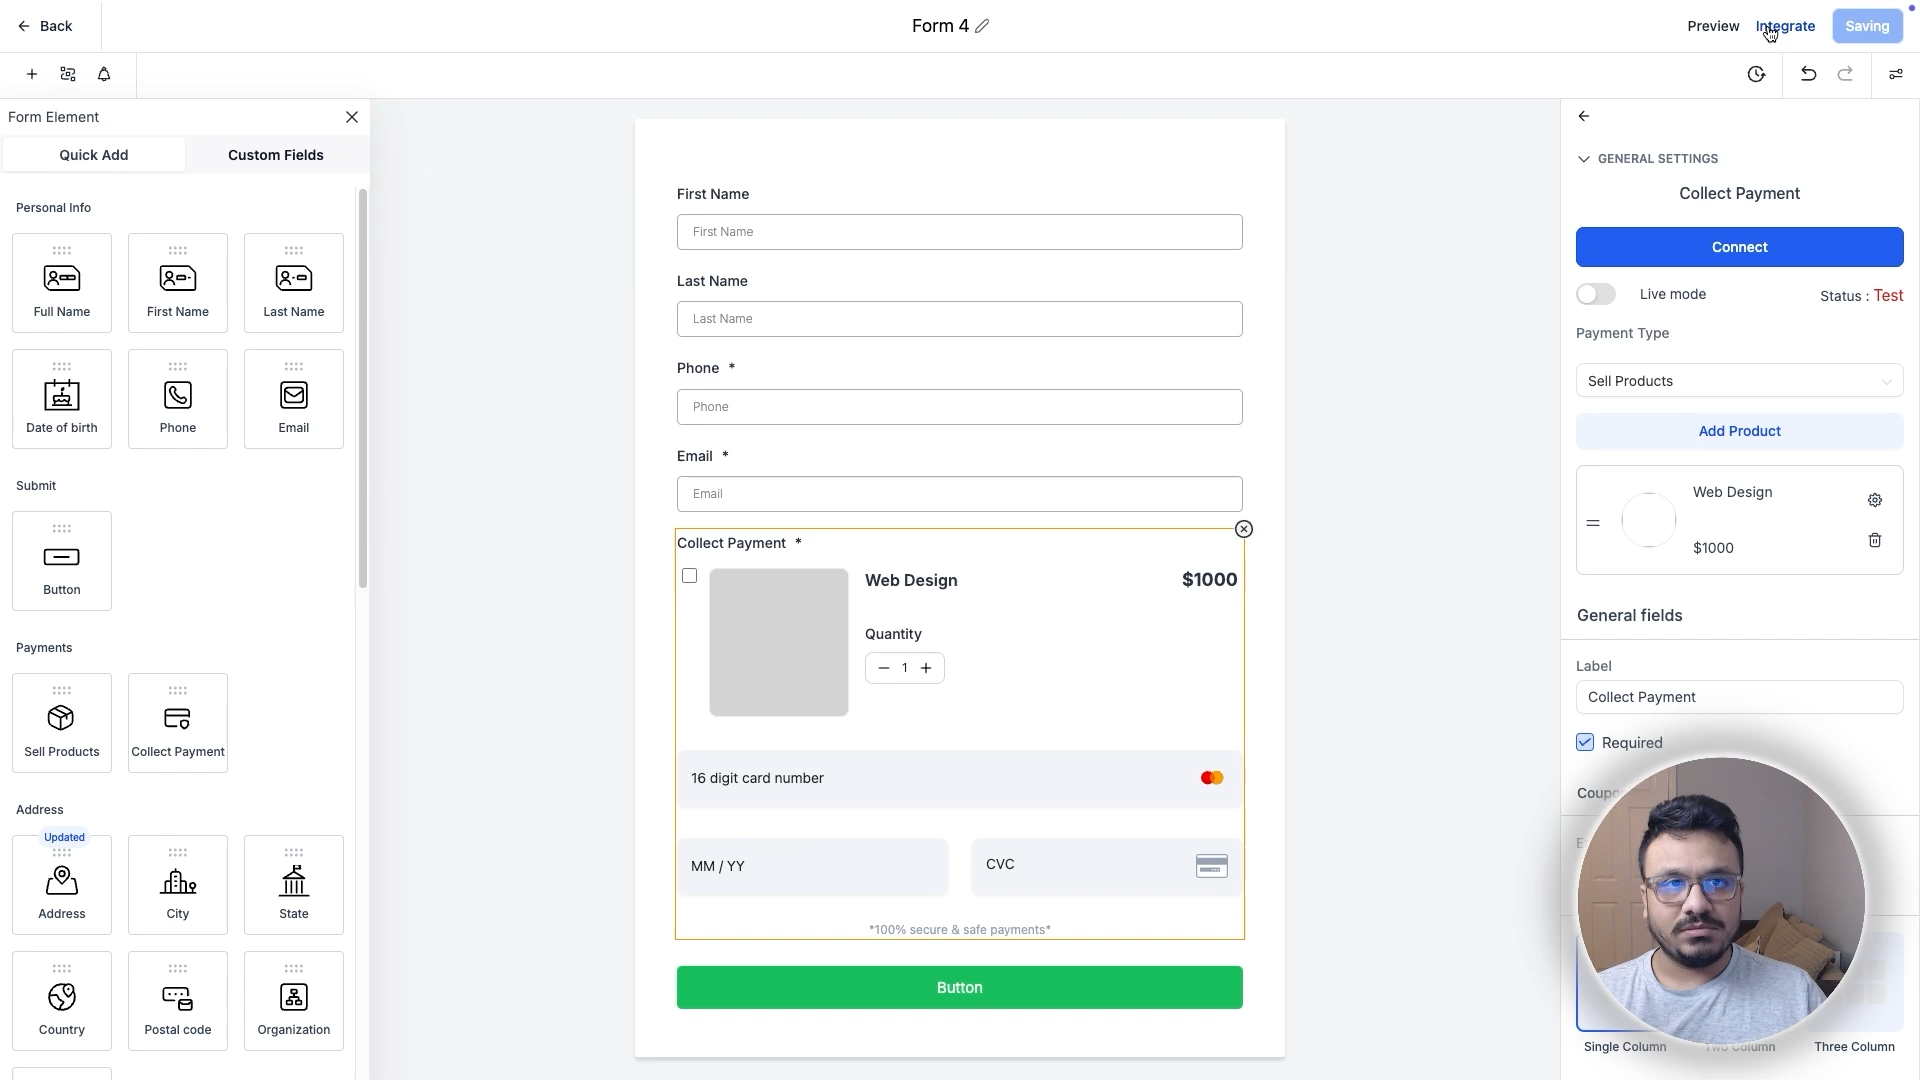 Back
Form 4
Preview
Integrate
Saving
Form Element
Quick Add
Custom Fields
Personal Info
Full Name
First Name
Last Name
Date of birth
Phone
Email
Submit
Button
Payments
Sell Products
Collect Payment
Address
Updated
Address
City
State
Country
Postal code
Organization
First Name
First Name
Last Name
Last Name
Phone *
Phone
Email *
Email
Collect Payment *
Web Design
$1000
Quantity
1
16 digit card number
MM / YY
CVC
*100% secure & safe payments*
Button
GENERAL SETTINGS
Collect Payment
Connect
Live mode
Status : Test
Payment Type
Sell Products
Add Product
Web Design
$1000
General fields
Label
Collect Payment
Required
Single Column
Two Column
Three Column